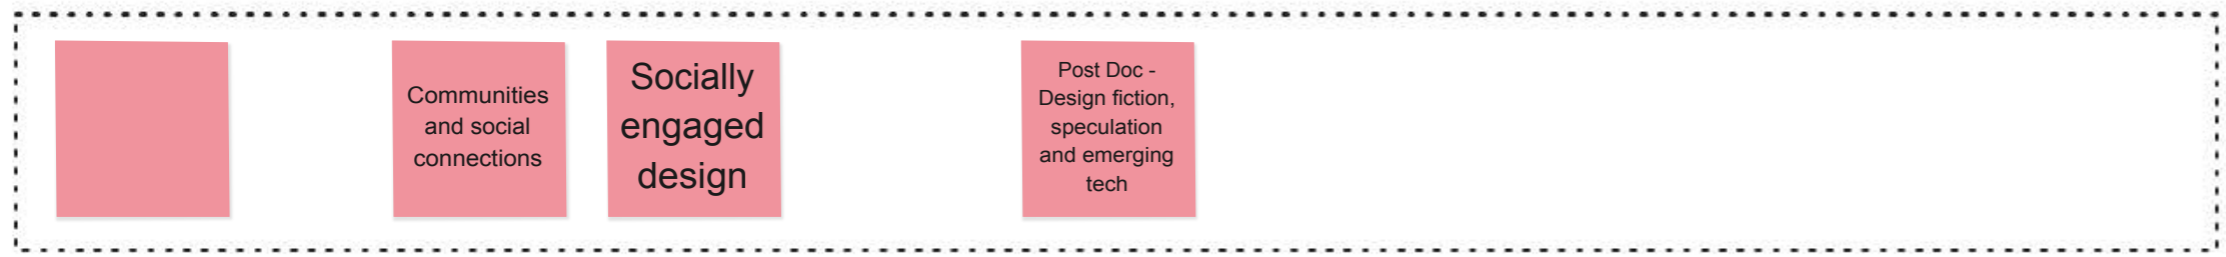 Communities
and social
connections
Socially
engaged
design
Post Doc -
Design fiction,
speculation
and emerging
tech